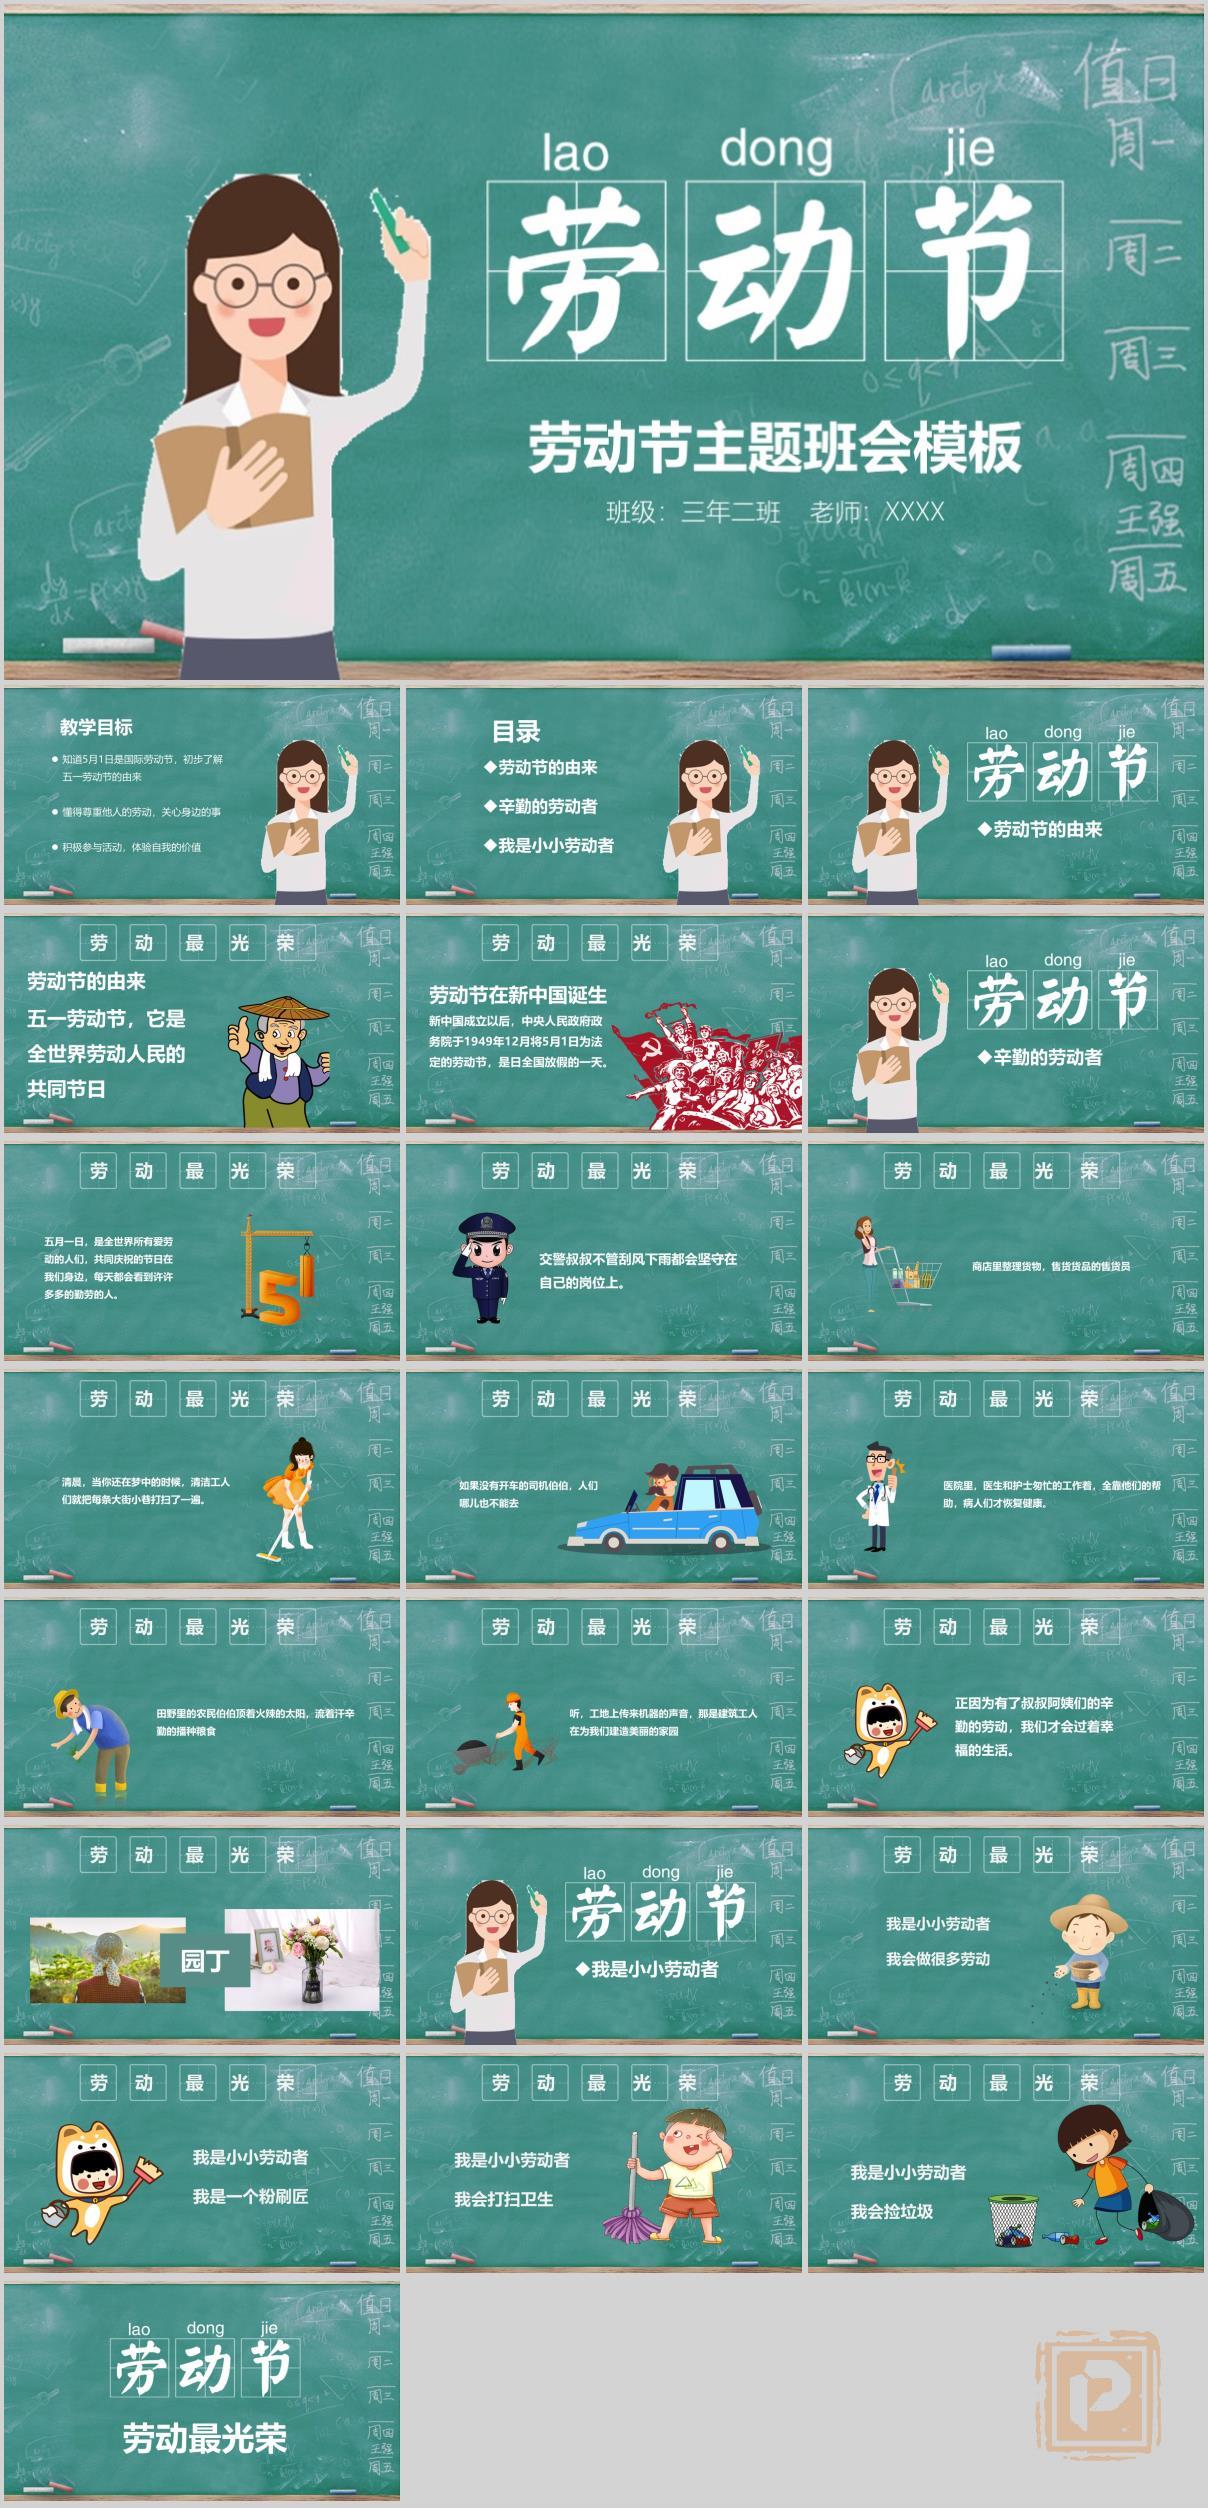 lao dong jie
劳动节
劳动节主题班会模板
班级：三年二班 老师：XXXX
值日
周一
周二
周三
周四
王强
周五
教学目标
知道5月1日是国际劳动节，初步了解
五一劳动节的由来
懂得尊重他人的劳动，关心身边的事
积极参与活动，体验自我的价值
目录
◆劳动节的由来
◆辛勤的劳动者
◆我是小小劳动者
lao dong jie
劳动节
◆劳动节的由来
劳动最光荣
劳动节的由来
五一劳动节，它是
全世界劳动人民的
共同节日
劳动最光荣
劳动节在新中国诞生
新中国成立以后，中央人民政府政
务院于1949年12月将5月1日为法
定的劳动节，是日全国放假的一天。
lao dong jie
劳动节
◆辛勤的劳动者
劳动最光荣
五月一日，是全世界所有爱劳
动的人们，共同庆祝的节日在
我们身边，每天都会看到许许
多多的勤劳的人。
5
劳动最光荣
交警叔叔不管刮风下雨都会坚守在
自己的岗位上。
劳动最光荣
商店里整理货物，售货货品的售货员
劳动最光荣
清晨，当你还在梦中的时候，清洁工人
们就把每条大街小巷打扫了一遍。
劳动最光荣
如果没有开车的司机伯伯，人们
哪儿也不能去
劳动最光荣
医院里，医生和护士匆忙的工作着，全靠他们的帮
助，病人们才恢复健康。
劳动最光荣
田野里的农民伯伯顶着火辣的太阳，流着汗辛
勤的播种粮食
劳动最光荣
听，工地上传来机器的声音，那是建筑工人
在为我们建造美丽的家园
劳动最光荣
正因为有了叔叔阿姨们的辛
勤的劳动，我们才会过着幸
福的生活。
劳动最光荣
园丁
lao dong jie
劳动节
◆我是小小劳动者
劳动最光荣
我是小小劳动者
我会做很多劳动
劳动最光荣
我是小小劳动者
我是一个粉刷匠
劳动最光荣
我是小小劳动者
我会打扫卫生
劳动最光荣
我是小小劳动者
我会捡垃圾
lao dong jie
劳动节
劳动最光荣